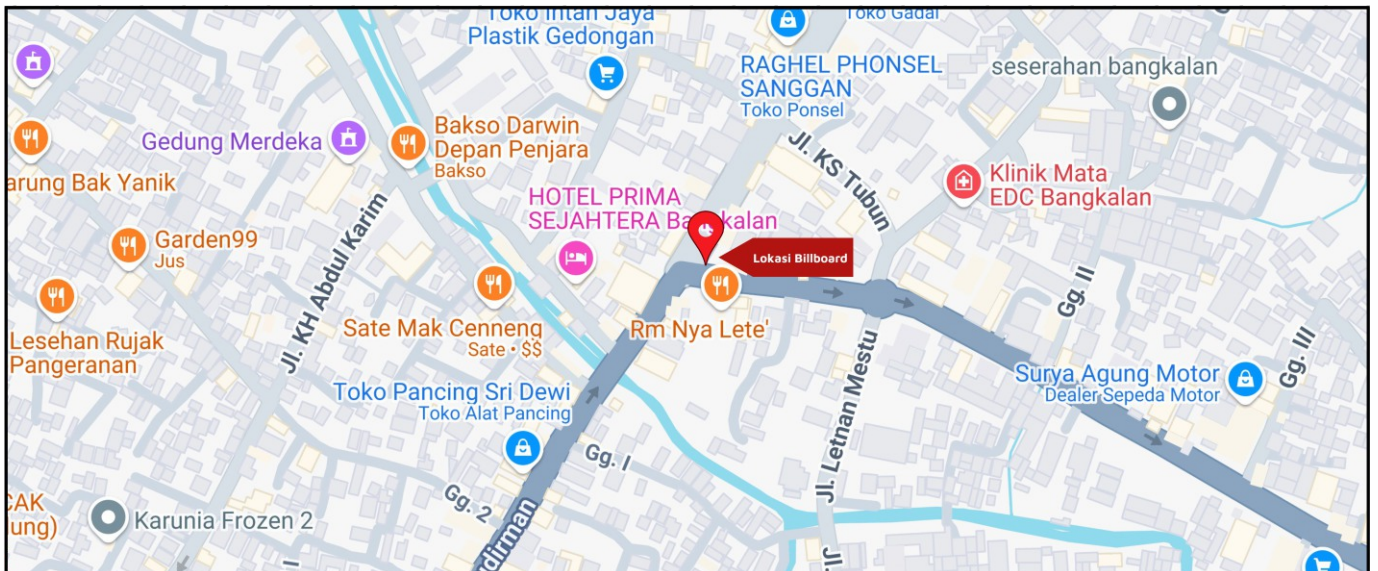 Toko Intan Jaya
Plastik Gedongan
Toko Gadai
RAGHEL PHONSEL
SANGGAN
Toko Ponsel
seserahan bangkalan
Jl. KS Tubun
Gedung Merdeka
Bakso Darwin
Depan Penjara
Bakso
arung Bak Yanik
Klinik Mata
EDC Bangkalan
HOTEL PRIMA
SEJAHTERA Bangkalan
Lokasi Billboard
Garden99
Jus
Jl. KH Abdul Karim
Gg. II
Lesehan Rujak
Pangeranan
Sate Mak Cenneng
Sate • $$
Rm Nya Lete'
Jl. Letnan Mestu
Surya Agung Motor
Dealer Sepeda Motor
Gg. III
Toko Pancing Sri Dewi
Toko Alat Pancing
Gg. I
Gg. 2
dirman
CAK
ung)
Karunia Frozen 2
Jl.